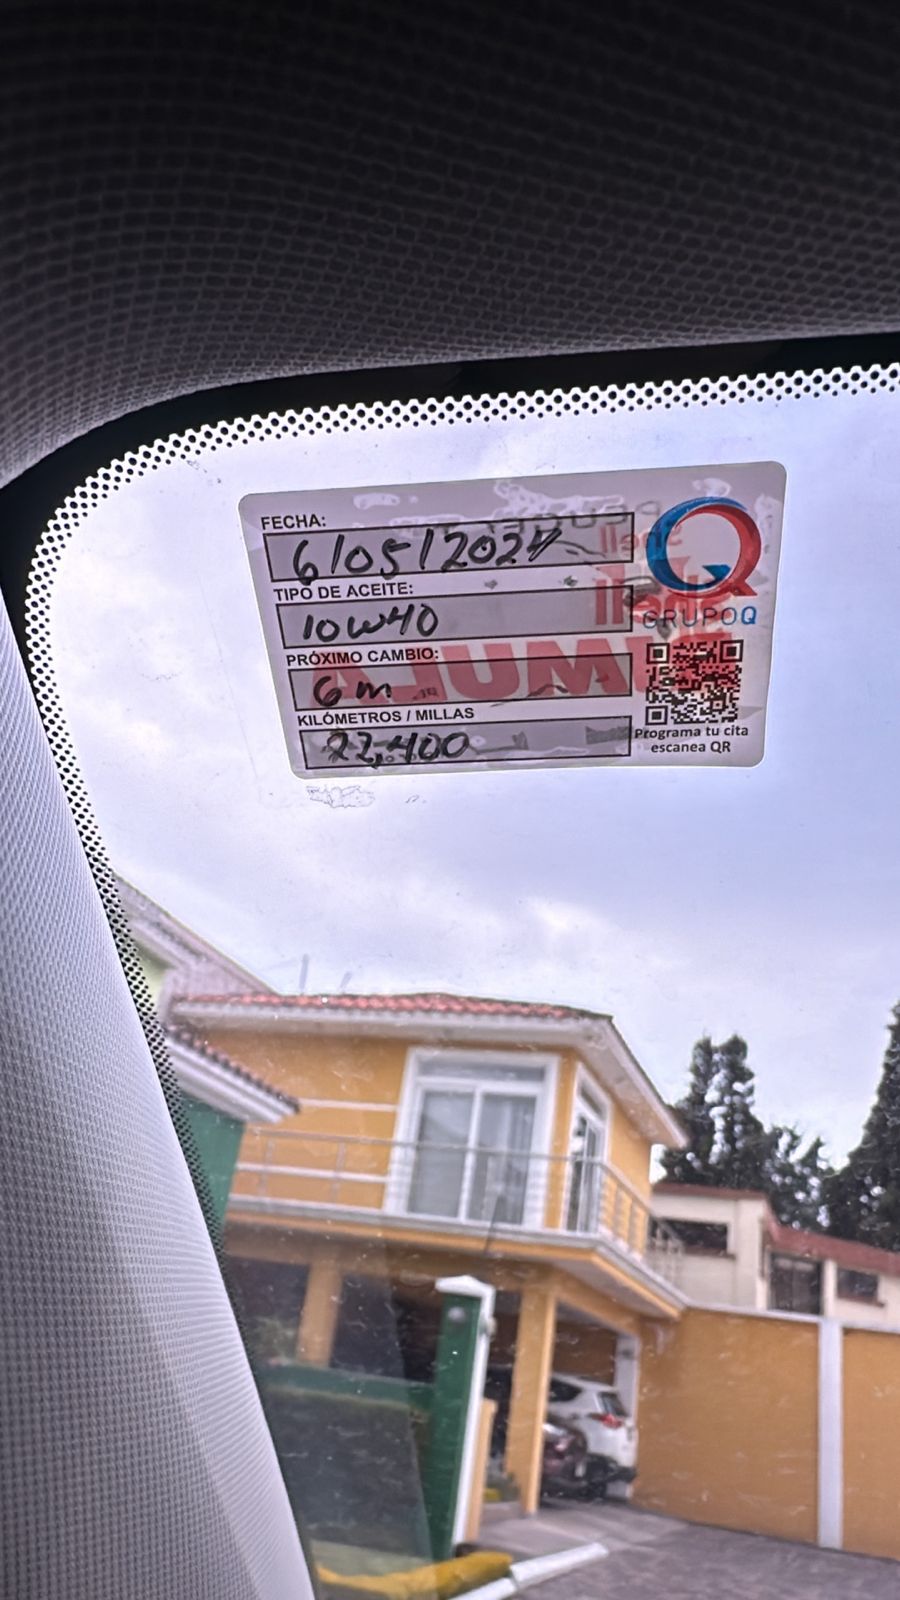 FECHA:
6/05/2024
TIPO DE ACEITE:
10W40
PRÓXIMO CAMBIO:
6 m
KILÓMETROS / MILLAS
22,400
GRUPOQ
Programa tu cita
escanea QR